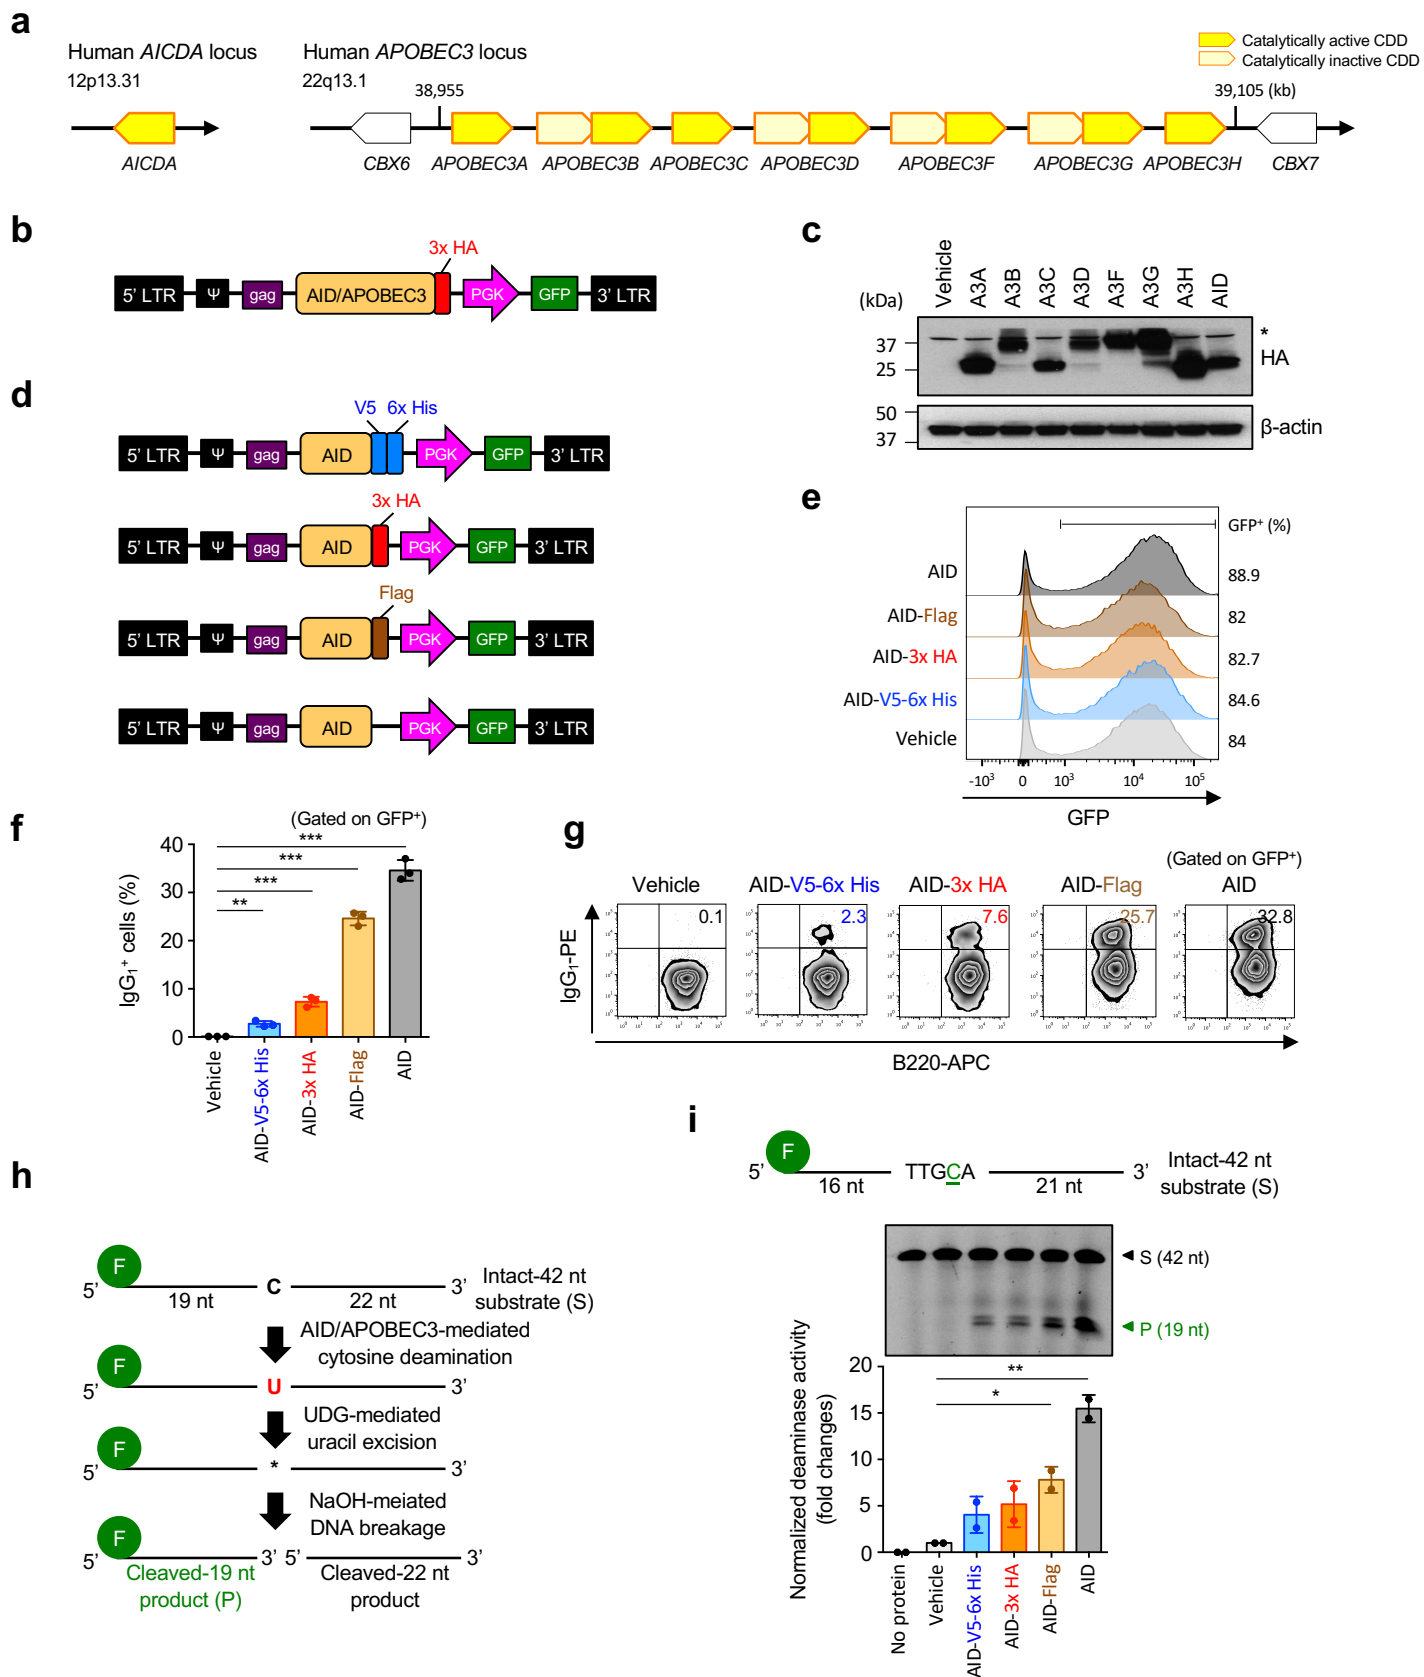 a
Human AICDA locus
12p13.31
AICDA
Human APOBEC3 locus
22q13.1
38,955
39,105 (kb)
Catalytically active CDD
Catalytically inactive CDD
CBX6
APOBEC3A
APOBEC3B
APOBEC3C
APOBEC3D
APOBEC3F
APOBEC3G
APOBEC3H
CBX7
b
3x HA
5' LTR Ψ gag AID/APOBEC3 PGK GFP 3' LTR
c
Vehicle A3A A3B A3C A3D A3F A3G A3H AID
(kDa)
37
25
*
HA
50
37
β-actin
d
V5 6x His
5' LTR Ψ gag AID PGK GFP 3' LTR
3x HA
5' LTR Ψ gag AID PGK GFP 3' LTR
Flag
5' LTR Ψ gag AID PGK GFP 3' LTR
5' LTR Ψ gag AID PGK GFP 3' LTR
e
GFP⁺ (%)
AID 88.9
AID-Flag 82
AID-3x HA 82.7
AID-V5-6x His 84.6
Vehicle 84
-10³ 0 10³ 10⁴ 10⁵
GFP
f
(Gated on GFP⁺)
IgG₁⁺ cells (%)
40
30
20
10
0
***
***
***
**
Vehicle
AID-V5-6x His
AID-3x HA
AID-Flag
AID
g
(Gated on GFP⁺)
Vehicle AID-V5-6x His AID-3x HA AID-Flag AID
0.1 2.3 7.6 25.7 32.8
IgG₁-PE
B220-APC
h
F
5' C 3'
19 nt 22 nt
Intact-42 nt
substrate (S)
AID/APOBEC3-mediated
cytosine deamination
F
5' U 3'
UDG-mediated
uracil excision
F
5' * 3'
NaOH-meiated
DNA breakage
F
5' 3' 5' 3'
Cleaved-19 nt
product (P)
Cleaved-22 nt
product
i
F
5' TTGCA 3'
16 nt 21 nt
Intact-42 nt
substrate (S)
S (42 nt)
P (19 nt)
Normalized deaminase activity
(fold changes)
20
15
10
5
0
**
*
No protein
Vehicle
AID-V5-6x His
AID-3x HA
AID-Flag
AID